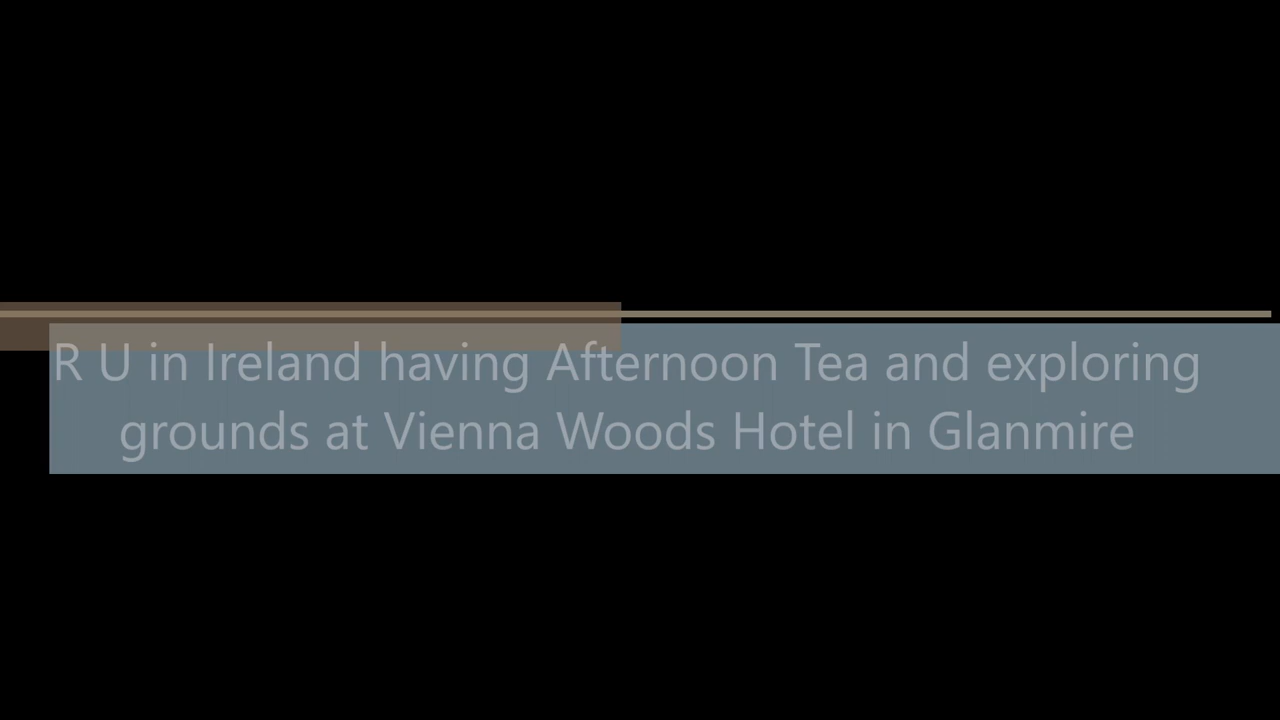 R U in Ireland having Afternoon Tea and exploring
grounds at Vienna Woods Hotel in Glanmire